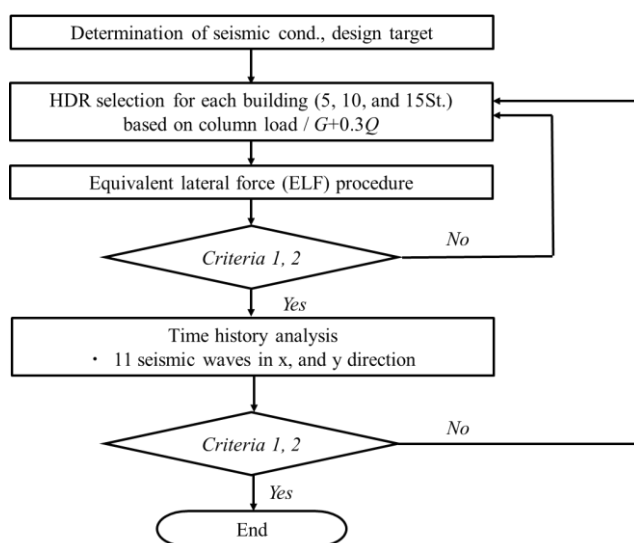 Determination of seismic cond., design target
HDR selection for each building (5, 10, and 15St.)
based on column load / G+0.3Q
Equivalent lateral force (ELF) procedure
Criteria 1, 2
No
Yes
Time history analysis
・ 11 seismic waves in x, and y direction
Criteria 1, 2
No
Yes
End